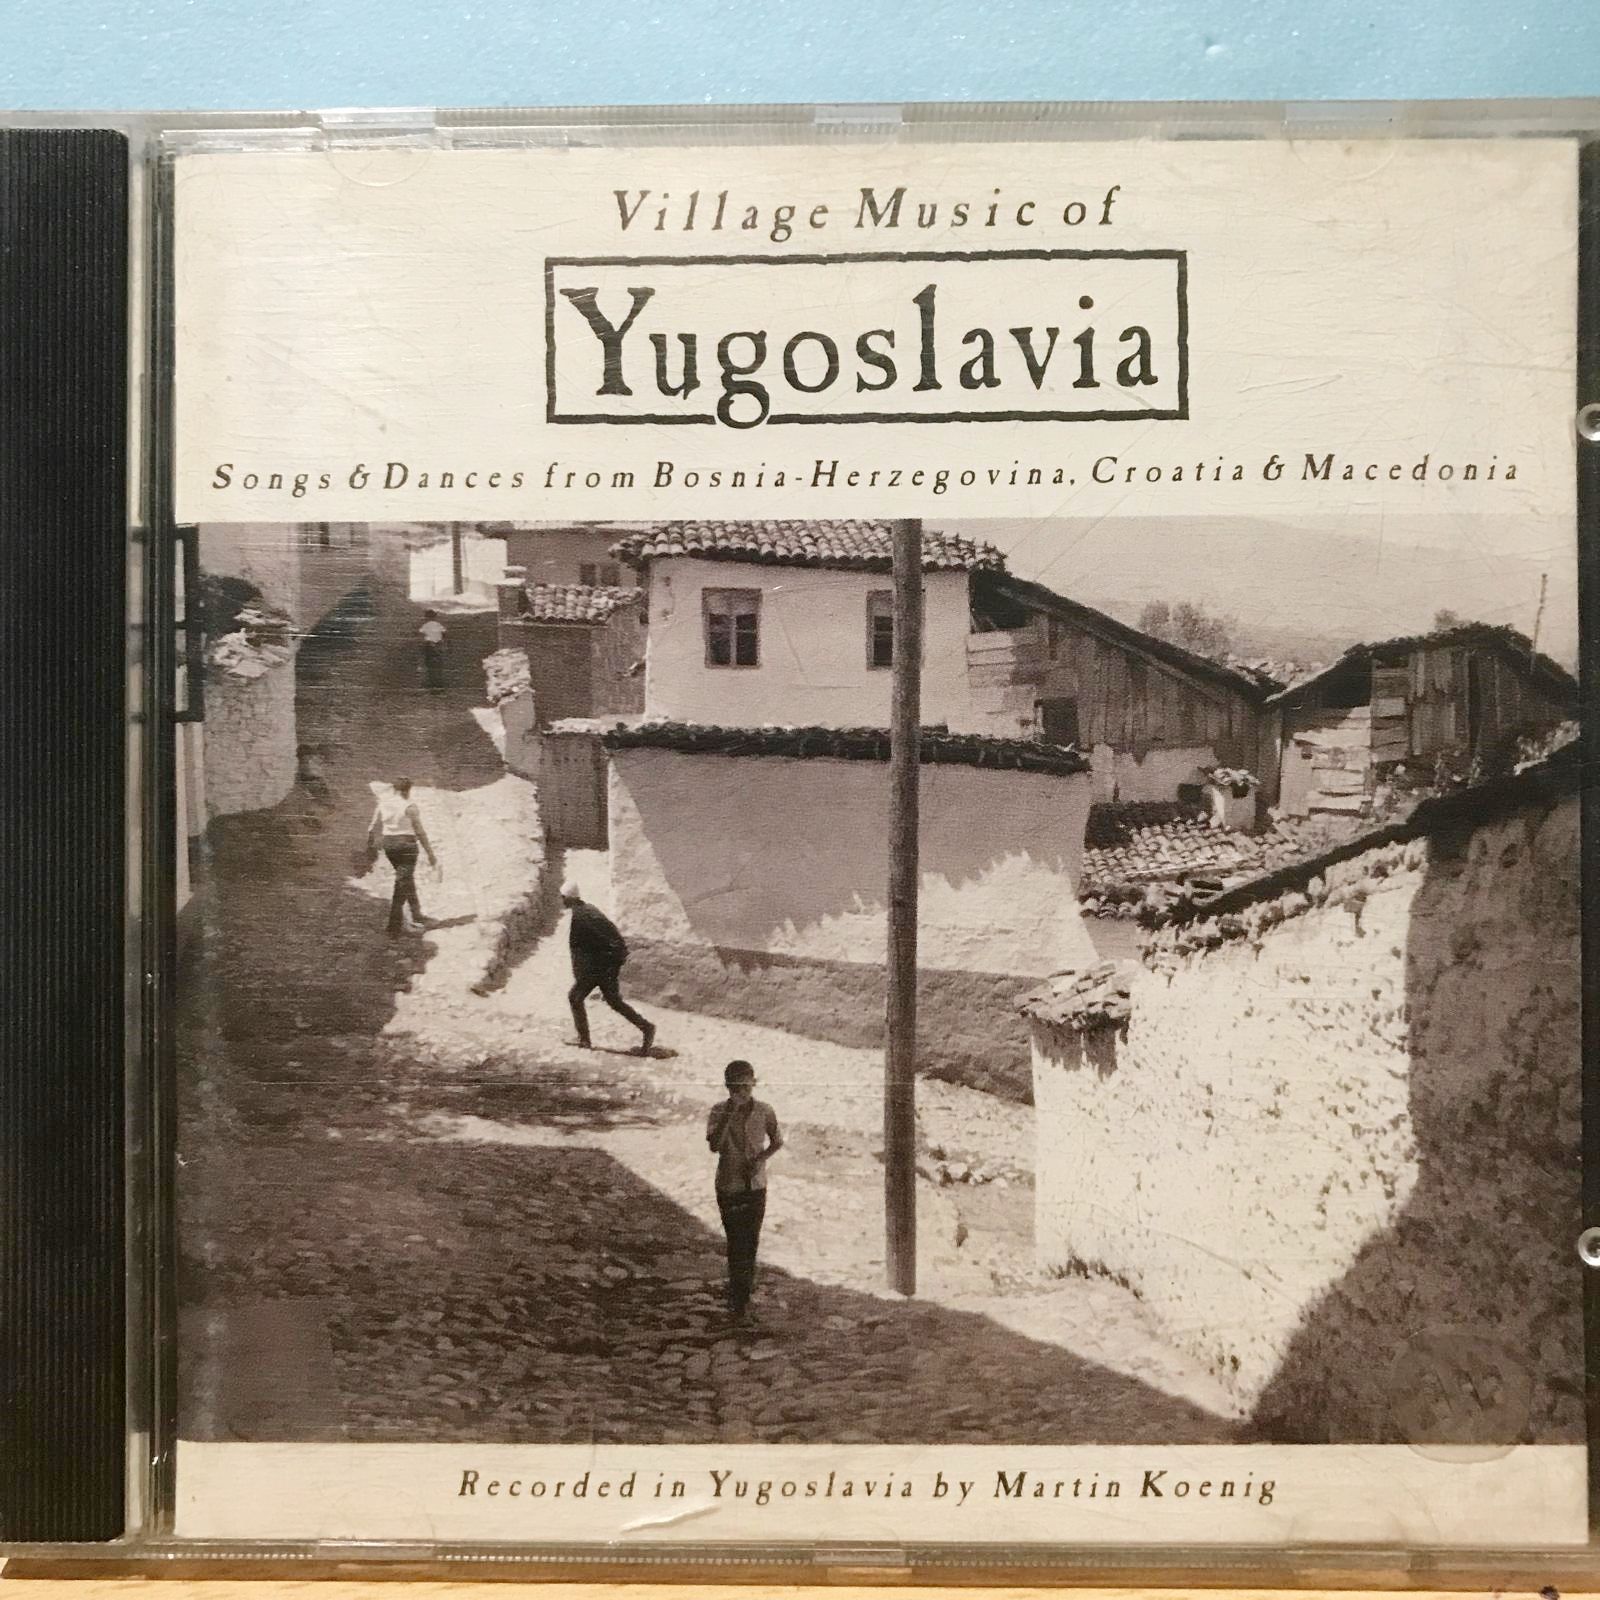 Village Music of
Yugoslavia
Songs & Dances from Bosnia-Herzegovina, Croatia & Macedonia
Recorded in Yugoslavia by Martin Koenig